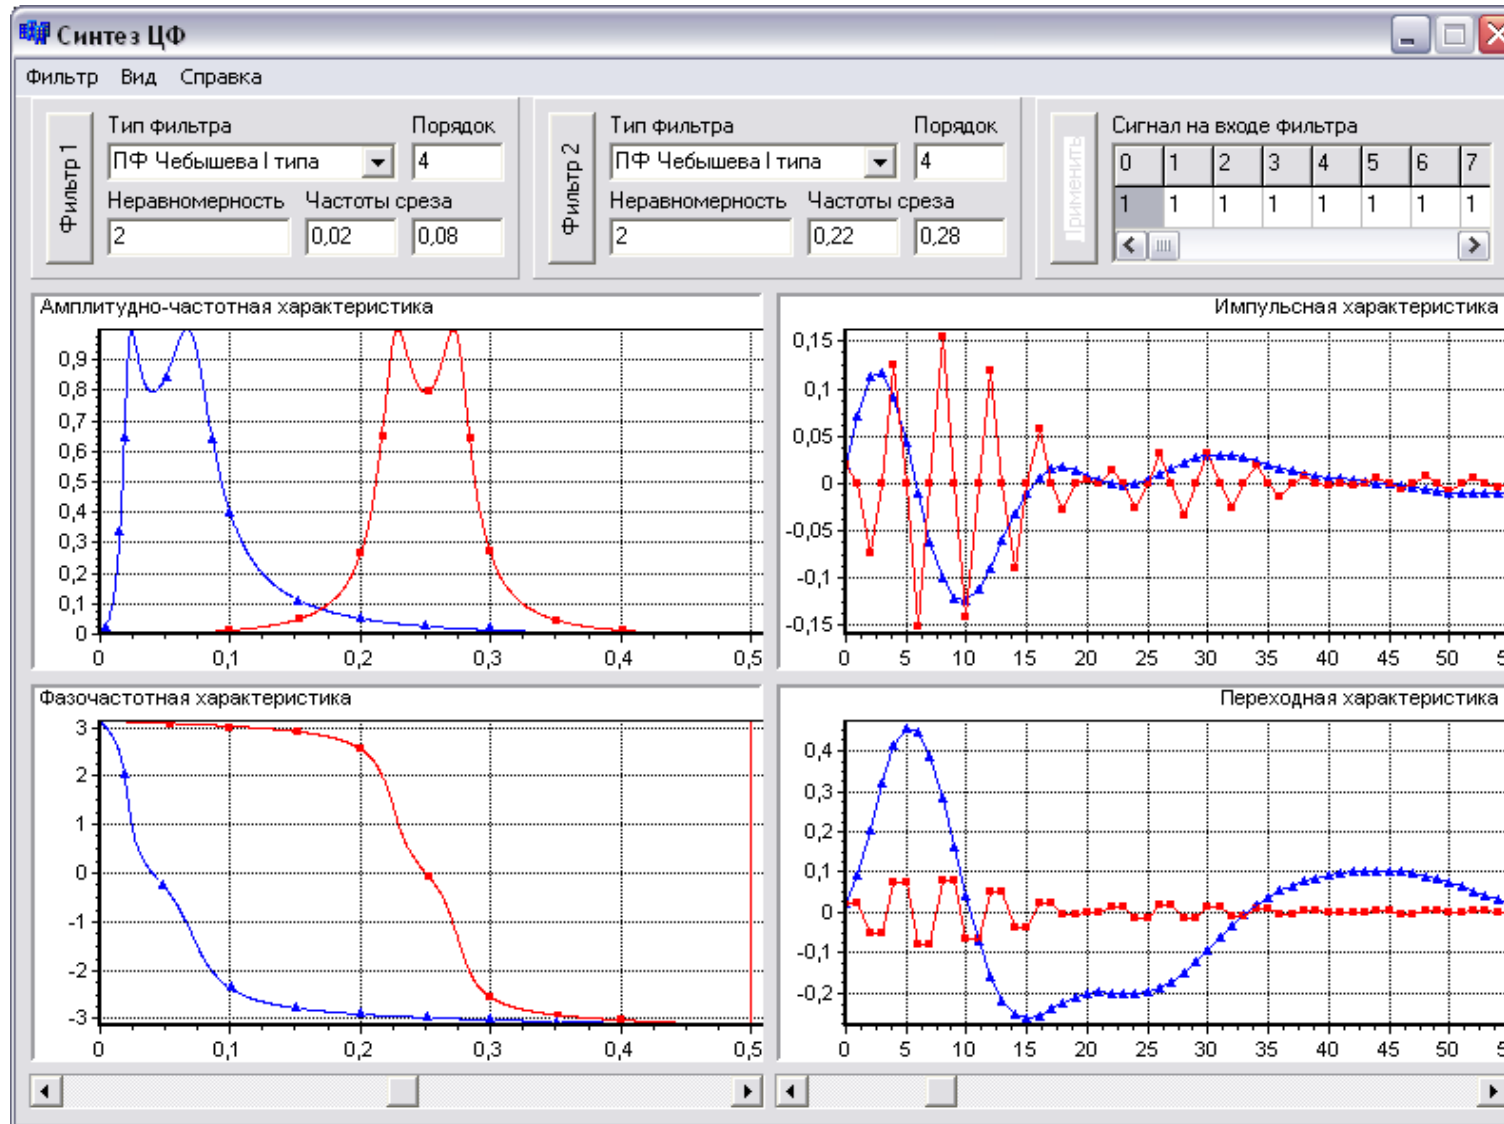 Синтез ЦФ
Фильтр Вид Справка
Фильтр 1
Тип фильтра Порядок
ПФ Чебышева I типа 4
Неравномерность Частоты среза
2 0,02 0,08
Фильтр 2
Тип фильтра Порядок
ПФ Чебышева I типа 4
Неравномерность Частоты среза
2 0,22 0,28
Применить
Сигнал на входе фильтра
0 1 2 3 4 5 6 7
1 1 1 1 1 1 1 1
Амплитудно-частотная характеристика
0,9
0,8
0,7
0,6
0,5
0,4
0,3
0,2
0,1
0
0 0,1 0,2 0,3 0,4 0,5
Импульсная характеристика
0,15
0,1
0,05
0
-0,05
-0,1
-0,15
0 5 10 15 20 25 30 35 40 45 50 5
Фазочастотная характеристика
3
2
1
0
-1
-2
-3
0 0,1 0,2 0,3 0,4 0,5
Переходная характеристика
0,4
0,3
0,2
0,1
0
-0,1
-0,2
0 5 10 15 20 25 30 35 40 45 50 5